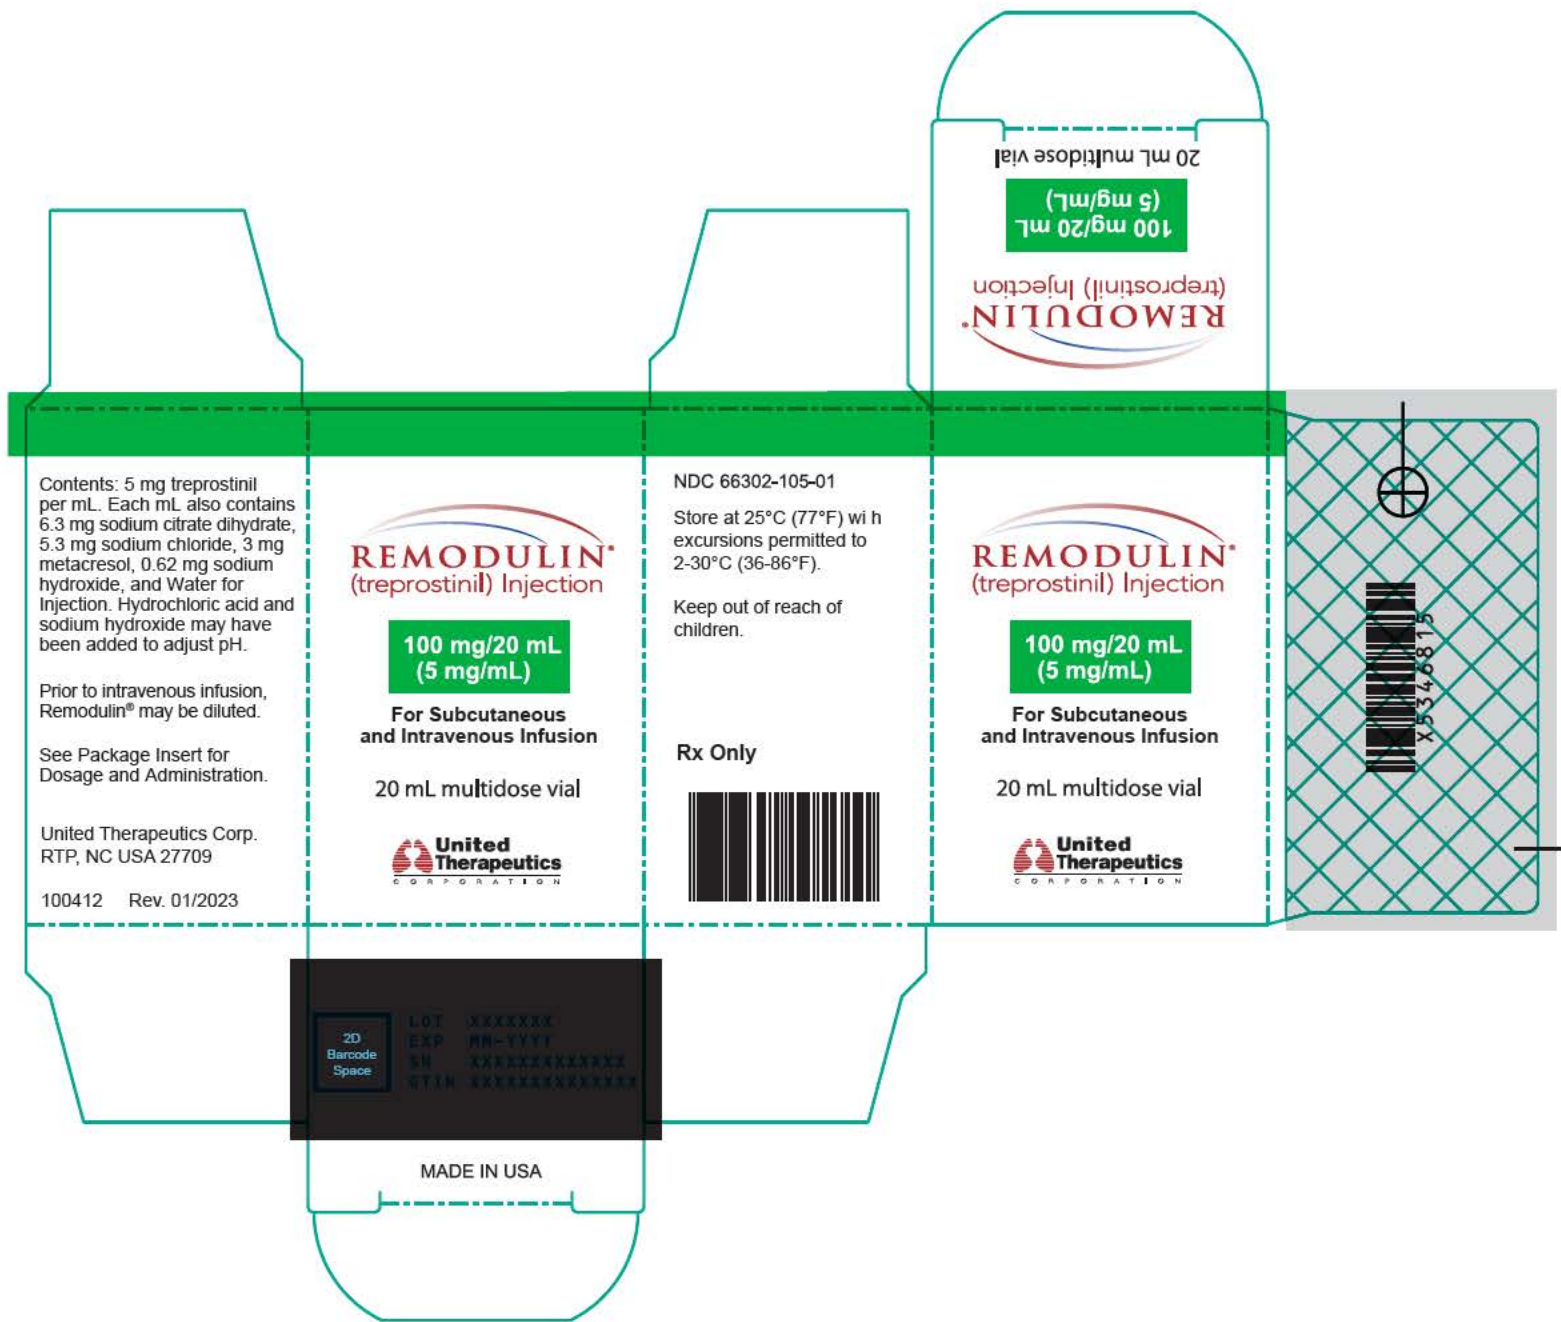 20 mL multidose vial
100 mg/20 mL
(5 mg/mL)
REMODULIN®
(treprostinil) Injection
Contents: 5 mg treprostinil
per mL. Each mL also contains
6.3 mg sodium citrate dihydrate,
5.3 mg sodium chloride, 3 mg
metacresol, 0.62 mg sodium
hydroxide, and Water for
Injection. Hydrochloric acid and
sodium hydroxide may have
been added to adjust pH.
Prior to intravenous infusion,
Remodulin® may be diluted.
See Package Insert for
Dosage and Administration.
United Therapeutics Corp.
RTP, NC USA 27709
100412 Rev. 01/2023
REMODULIN®
(treprostinil) Injection
100 mg/20 mL
(5 mg/mL)
For Subcutaneous
and Intravenous Infusion
20 mL multidose vial
United
Therapeutics
CORPORATION
NDC 66302-105-01
Store at 25°C (77°F) wi h
excursions permitted to
2-30°C (36-86°F).
Keep out of reach of
children.
Rx Only
REMODULIN®
(treprostinil) Injection
100 mg/20 mL
(5 mg/mL)
For Subcutaneous
and Intravenous Infusion
20 mL multidose vial
United
Therapeutics
CORPORATION
X5346815
2D
Barcode
Space
LOT XXXXXXX
EXP MM-YYYY
SN XXXXXXXXXXXXX
GTIN XXXXXXXXXXXXXX
MADE IN USA